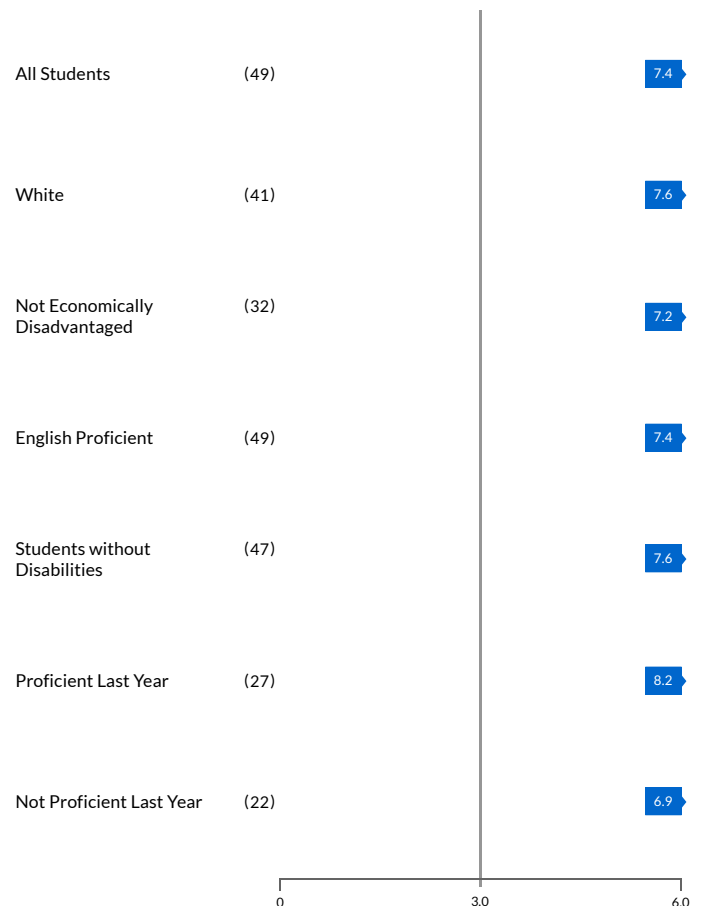 All Students (49) 7.4
White (41) 7.6
Not Economically (32)
Disadvantaged 7.2
English Proficient (49) 7.4
Students without (47)
Disabilities 7.6
Proficient Last Year (27) 8.2
Not Proficient Last Year (22) 6.9
0 3.0 6.0